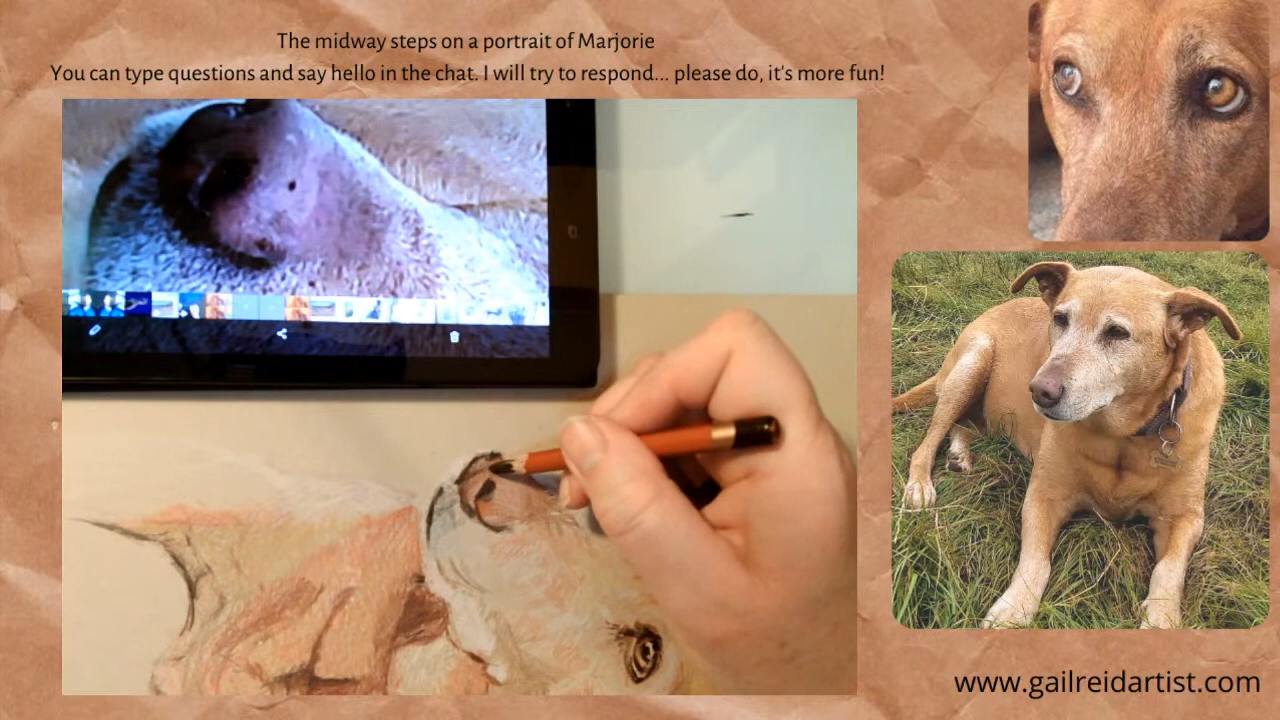 The midway steps on a portrait of Marjorie
You can type questions and say hello in the chat. I will try to respond... please do, it's more fun!
www.gailreidartist.com